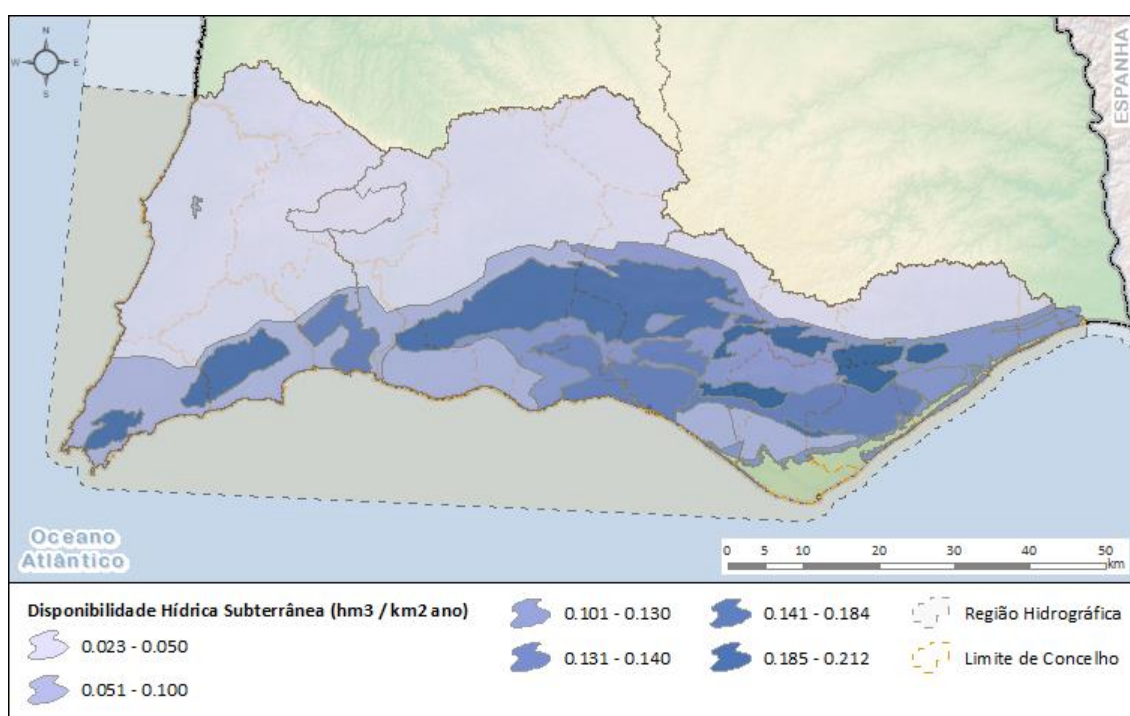 N
W
E
S
ESPANHA
Oceano
Atlântico
0 5 10 20 30 40 50
km
Disponibilidade Hídrica Subterrânea (hm3 / km2 ano)
0.023 - 0.050
0.051 - 0.100
0.101 - 0.130
0.131 - 0.140
0.141 - 0.184
0.185 - 0.212
Região Hidrográfica
Limite de Concelho